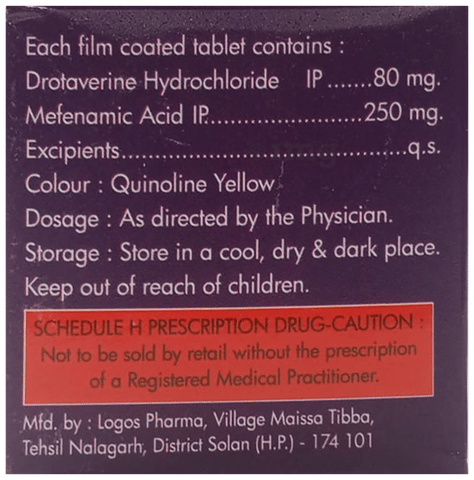 Each film coated tablet contains :
Drotaverine Hydrochloride IP.......80 mg.
Mefenamic Acid IP.......................250 mg.
Excipients..........................................q.s.
Colour : Quinoline Yellow
Dosage : As directed by the Physician.
Storage : Store in a cool, dry & dark place.
Keep out of reach of children.
SCHEDULE H PRESCRIPTION DRUG-CAUTION :
Not to be sold by retail without the prescription
of a Registered Medical Practitioner.
Mfd. by : Logos Pharma, Village Maissa Tibba,
Tehsil Nalagarh, District Solan (H.P.) - 174 101